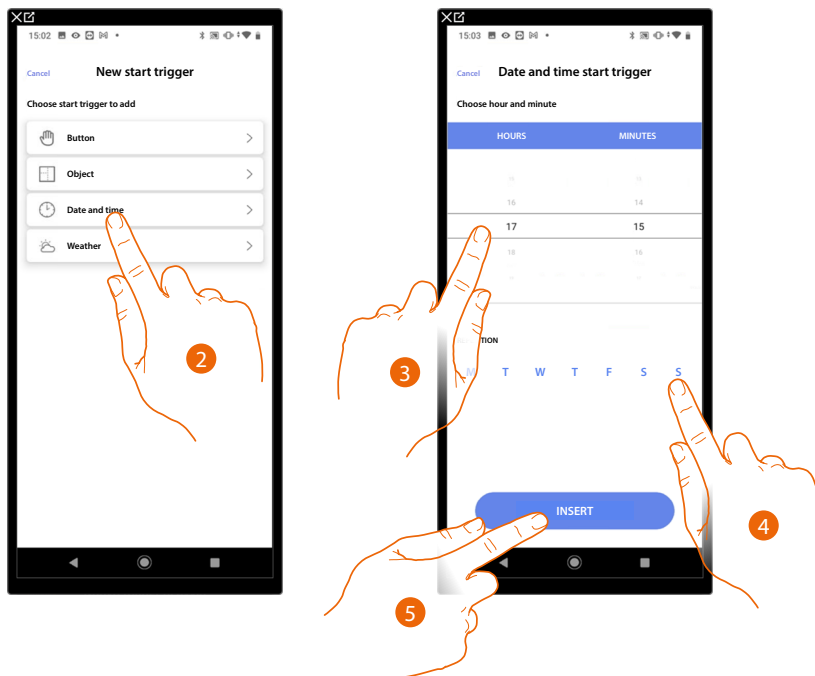 15:02
Cancel New start trigger
Choose start trigger to add
Button
Object
Date and time
Weather
2
15:03
Cancel Date and time start trigger
Choose hour and minute
HOURS MINUTES
16 14
17 15
18 16
TION
M T W T F S S
INSERT
3
4
5